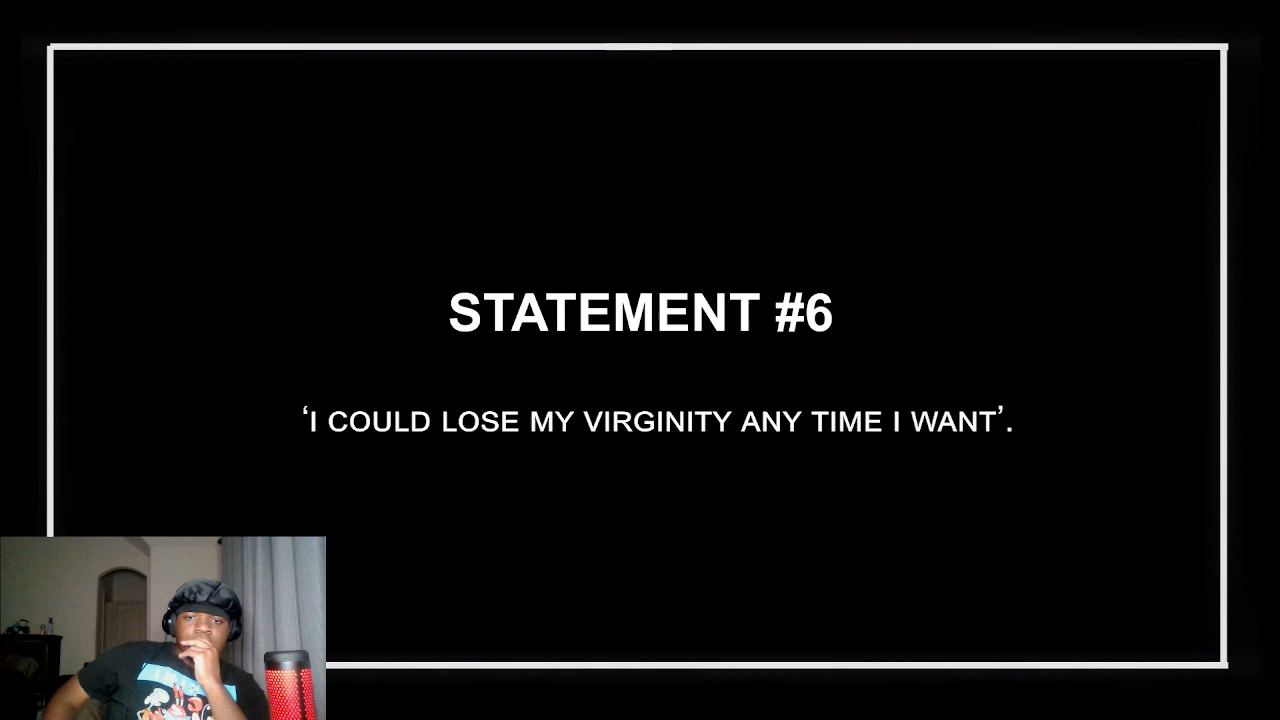 STATEMENT #6
‘I COULD LOSE MY VIRGINITY ANY TIME I WANT’.